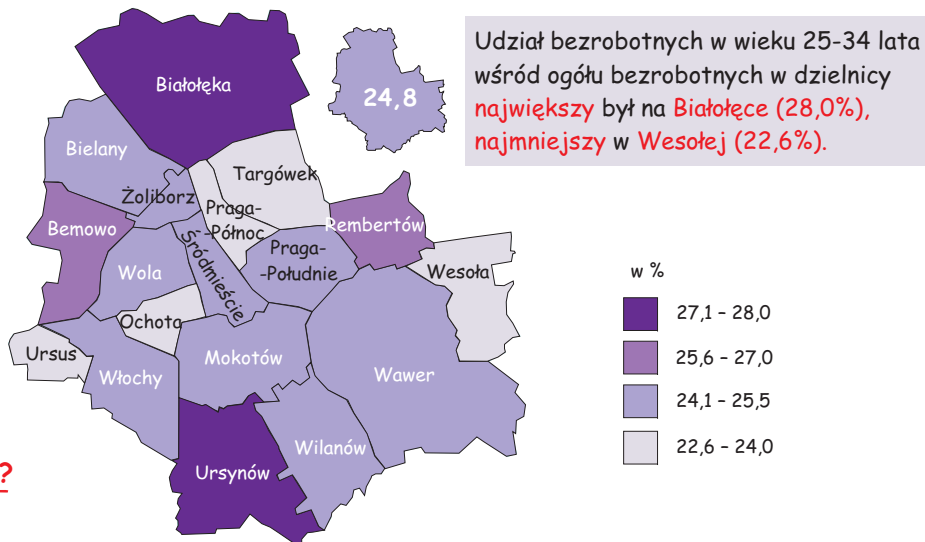 Udział bezrobotnych w wieku 25-34 lata
wśród ogółu bezrobotnych w dzielnicy
największy był na Białołęce (28,0%),
najmniejszy w Wesołej (22,6%).
24,8
Białołęka
Bielany
Targówek
Żoliborz
Praga-
-Północ
Bemowo
Rembertów
Śródmieście
Praga-
-Południe
Wola
Wesoła
Ochota
Ursus
Włochy
Mokotów
Wawer
Wilanów
Ursynów
w %
27,1 – 28,0
25,6 – 27,0
24,1 – 25,5
22,6 – 24,0
?